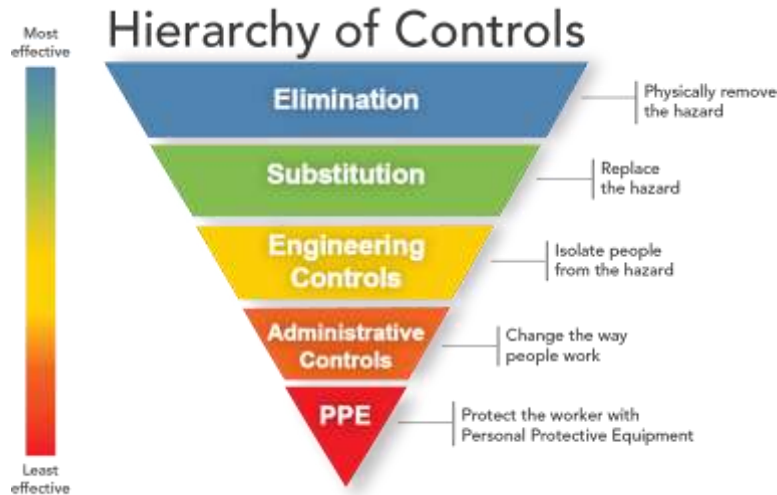 Hierarchy of Controls
Most
effective
Elimination
Physically remove
the hazard
Substitution
Replace
the hazard
Engineering
Controls
Isolate people
from the hazard
Administrative
Controls
Change the way
people work
PPE
Protect the worker with
Personal Protective Equipment
Least
effective